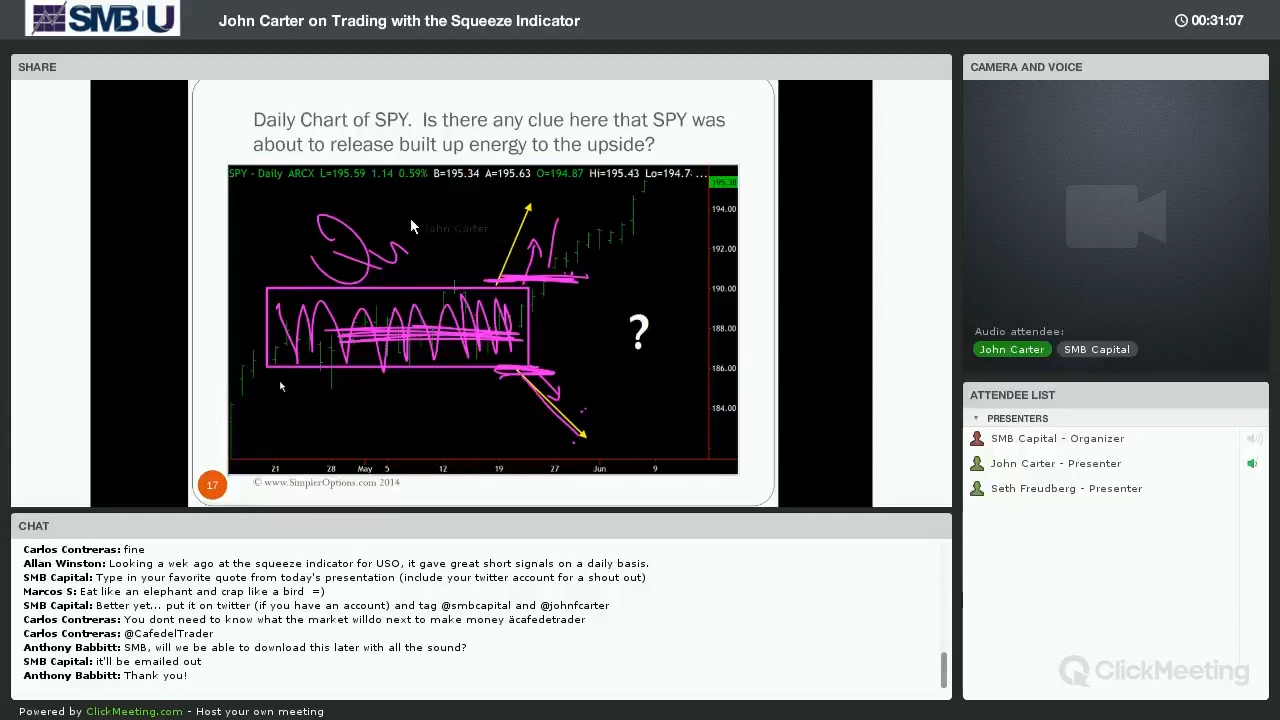 SMB U
John Carter on Trading with the Squeeze Indicator
00:31:07
SHARE
Daily Chart of SPY. Is there any clue here that SPY was
about to release built up energy to the upside?
SPY - Daily ARCX L=195.59 1.14 0.59% B=195.34 A=195.63 O=194.87 Hi=195.43 Lo=194.7 ...
195.38
194.00
192.00
190.00
188.00
186.00
184.00
John Carter
?
21 28 May 5 12 19 27 Jun 9
17
© www.SimplerOptions.com 2014
CAMERA AND VOICE
Audio attendee:
John Carter SMB Capital
ATTENDEE LIST
PRESENTERS
SMB Capital - Organizer
John Carter - Presenter
Seth Freudberg - Presenter
CHAT
Carlos Contreras: fine
Allan Winston: Looking a wek ago at the squeeze indicator for USO, it gave great short signals on a daily basis.
SMB Capital: Type in your favorite quote from today's presentation (include your twitter account for a shout out)
Marcos S: Eat like an elephant and crap like a bird =)
SMB Capital: Better yet... put it on twitter (if you have an account) and tag @smbcapital and @johnfcarter
Carlos Contreras: You dont need to know what the market willdo next to make money äcafedetrader
Carlos Contreras: @CafedelTrader
Anthony Babbitt: SMB, will we be able to download this later with all the sound?
SMB Capital: it'll be emailed out
Anthony Babbitt: Thank you!
ClickMeeting
Powered by ClickMeeting.com - Host your own meeting